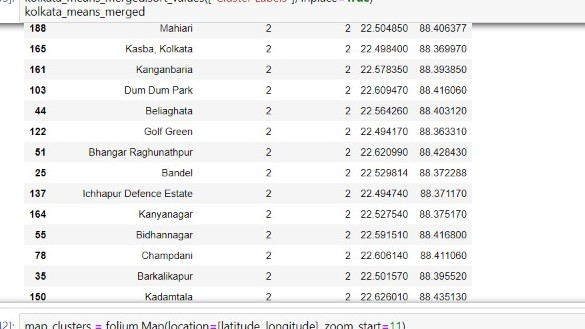 kolkata_means_merged.sort_values(["Cluster Labels"], inplace=True)
kolkata_means_merged
188 Mahiari 2 2 22.504850 88.406377
165 Kasba, Kolkata 2 2 22.498400 88.369970
161 Kanganbaria 2 2 22.578350 88.393850
103 Dum Dum Park 2 2 22.609470 88.416060
44 Beliaghata 2 2 22.564260 88.403120
122 Golf Green 2 2 22.494170 88.363310
51 Bhangar Raghunathpur 2 2 22.620990 88.428430
25 Bandel 2 2 22.529814 88.372288
137 Ichhapur Defence Estate 2 2 22.494740 88.371170
164 Kanyanagar 2 2 22.527540 88.375170
55 Bidhannagar 2 2 22.591510 88.416800
78 Champdani 2 2 22.606140 88.411060
35 Barkalikapur 2 2 22.501570 88.395520
150 Kadamtala 2 2 22.626010 88.435130
2]: map_clusters = folium.Map(location=[latitude, longitude], zoom_start=11)